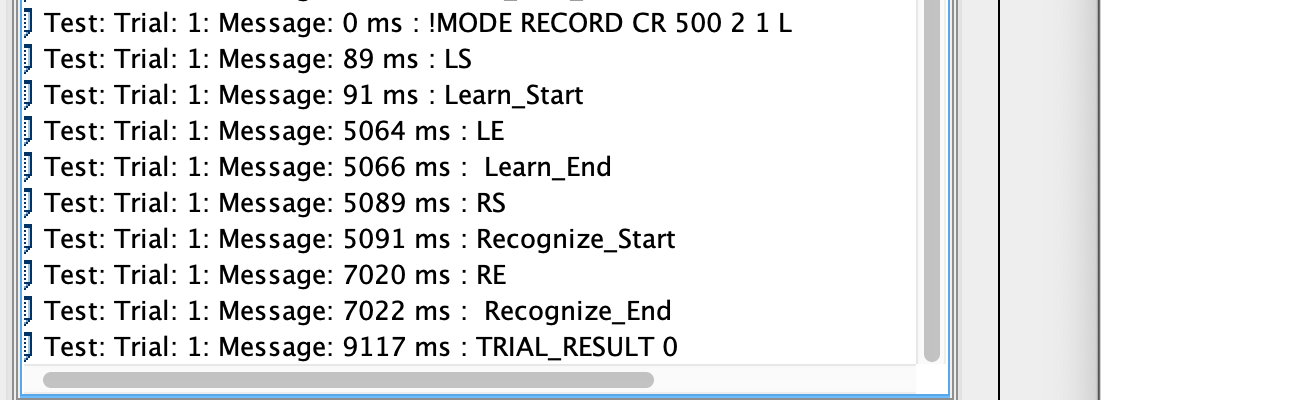 Test: Trial: 1: Message: 0 ms : !MODE RECORD CR 500 2 1 L
Test: Trial: 1: Message: 89 ms : LS
Test: Trial: 1: Message: 91 ms : Learn_Start
Test: Trial: 1: Message: 5064 ms : LE
Test: Trial: 1: Message: 5066 ms :  Learn_End
Test: Trial: 1: Message: 5089 ms : RS
Test: Trial: 1: Message: 5091 ms : Recognize_Start
Test: Trial: 1: Message: 7020 ms : RE
Test: Trial: 1: Message: 7022 ms :  Recognize_End
Test: Trial: 1: Message: 9117 ms : TRIAL_RESULT 0